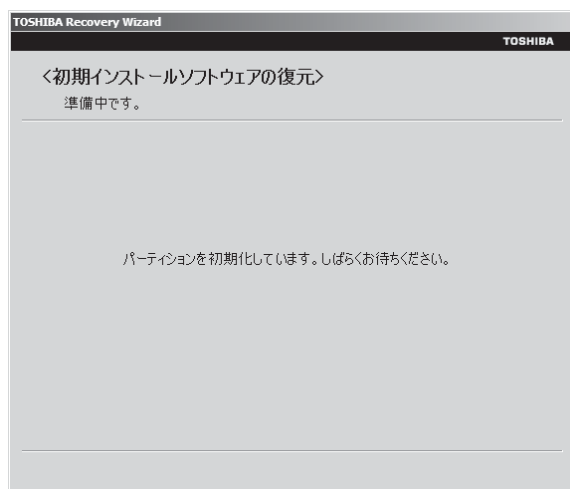 TOSHIBA Recovery Wizard
TOSHIBA
<初期インストールソフトウェアの復元>
準備中です。
パーティションを初期化しています。しばらくお待ちください。